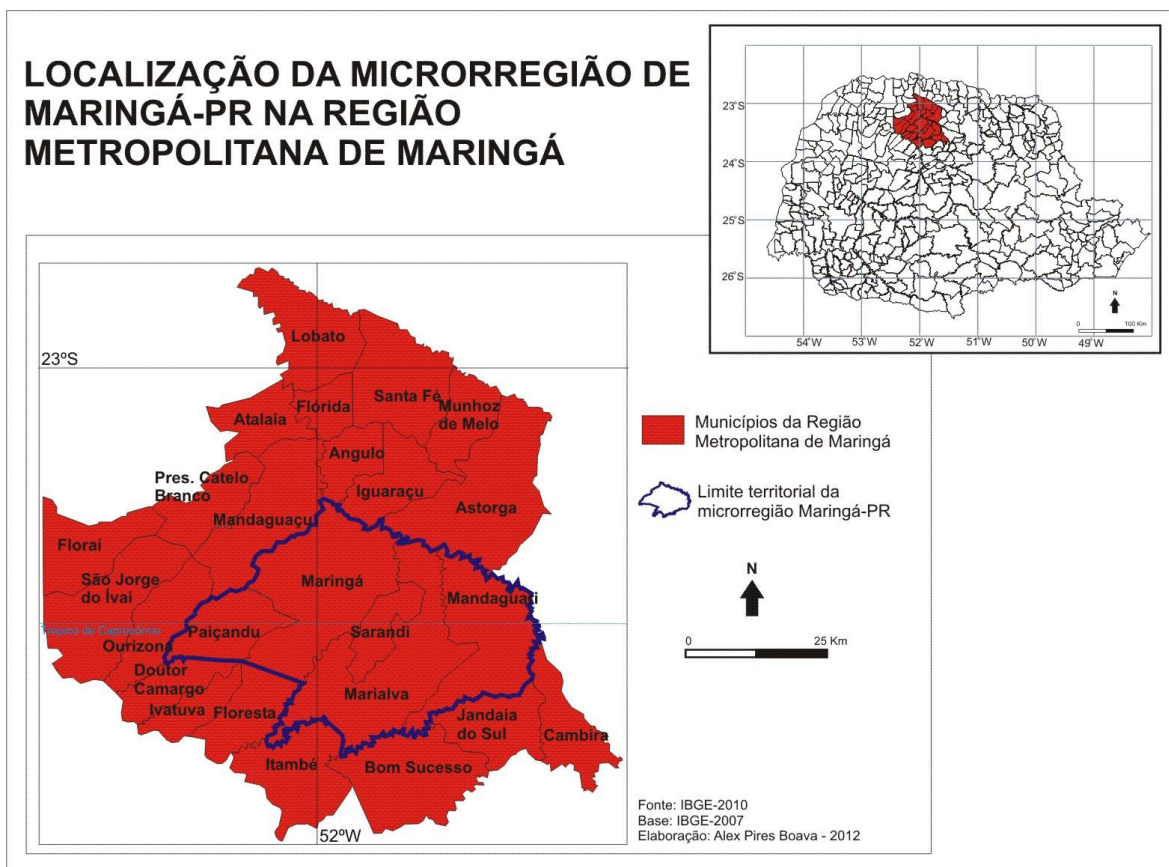 LOCALIZAÇÃO DA MICRORREGIÃO DE
MARINGÁ-PR NA REGIÃO
METROPOLITANA DE MARINGÁ
23°S
24°S
25°S
26°S
54°W
53°W
52°W
51°W
50°W
49°W
N
0
100 Km
23ºS
Lobato
Santa Fé
Flórida
Munhoz
de Melo
Atalaia
Angulo
Pres. Catelo
Branco
Iguaraçu
Astorga
Mandaguaçu
Floraí
Maringá
São Jorge
do Ívai
Mandaguari
Paiçandu
Sarandi
Ourizona
Doutor
Camargo
Marialva
Ivatuva
Floresta
Jandaia
do Sul
Cambira
Itambé
Bom Sucesso
52ºW
Municípios da Região
Metropolitana de Maringá
Limite territorial da
microrregião Maringá-PR
N
0
25 Km
Fonte: IBGE-2010
Base: IBGE-2007
Elaboração: Alex Pires Boava - 2012